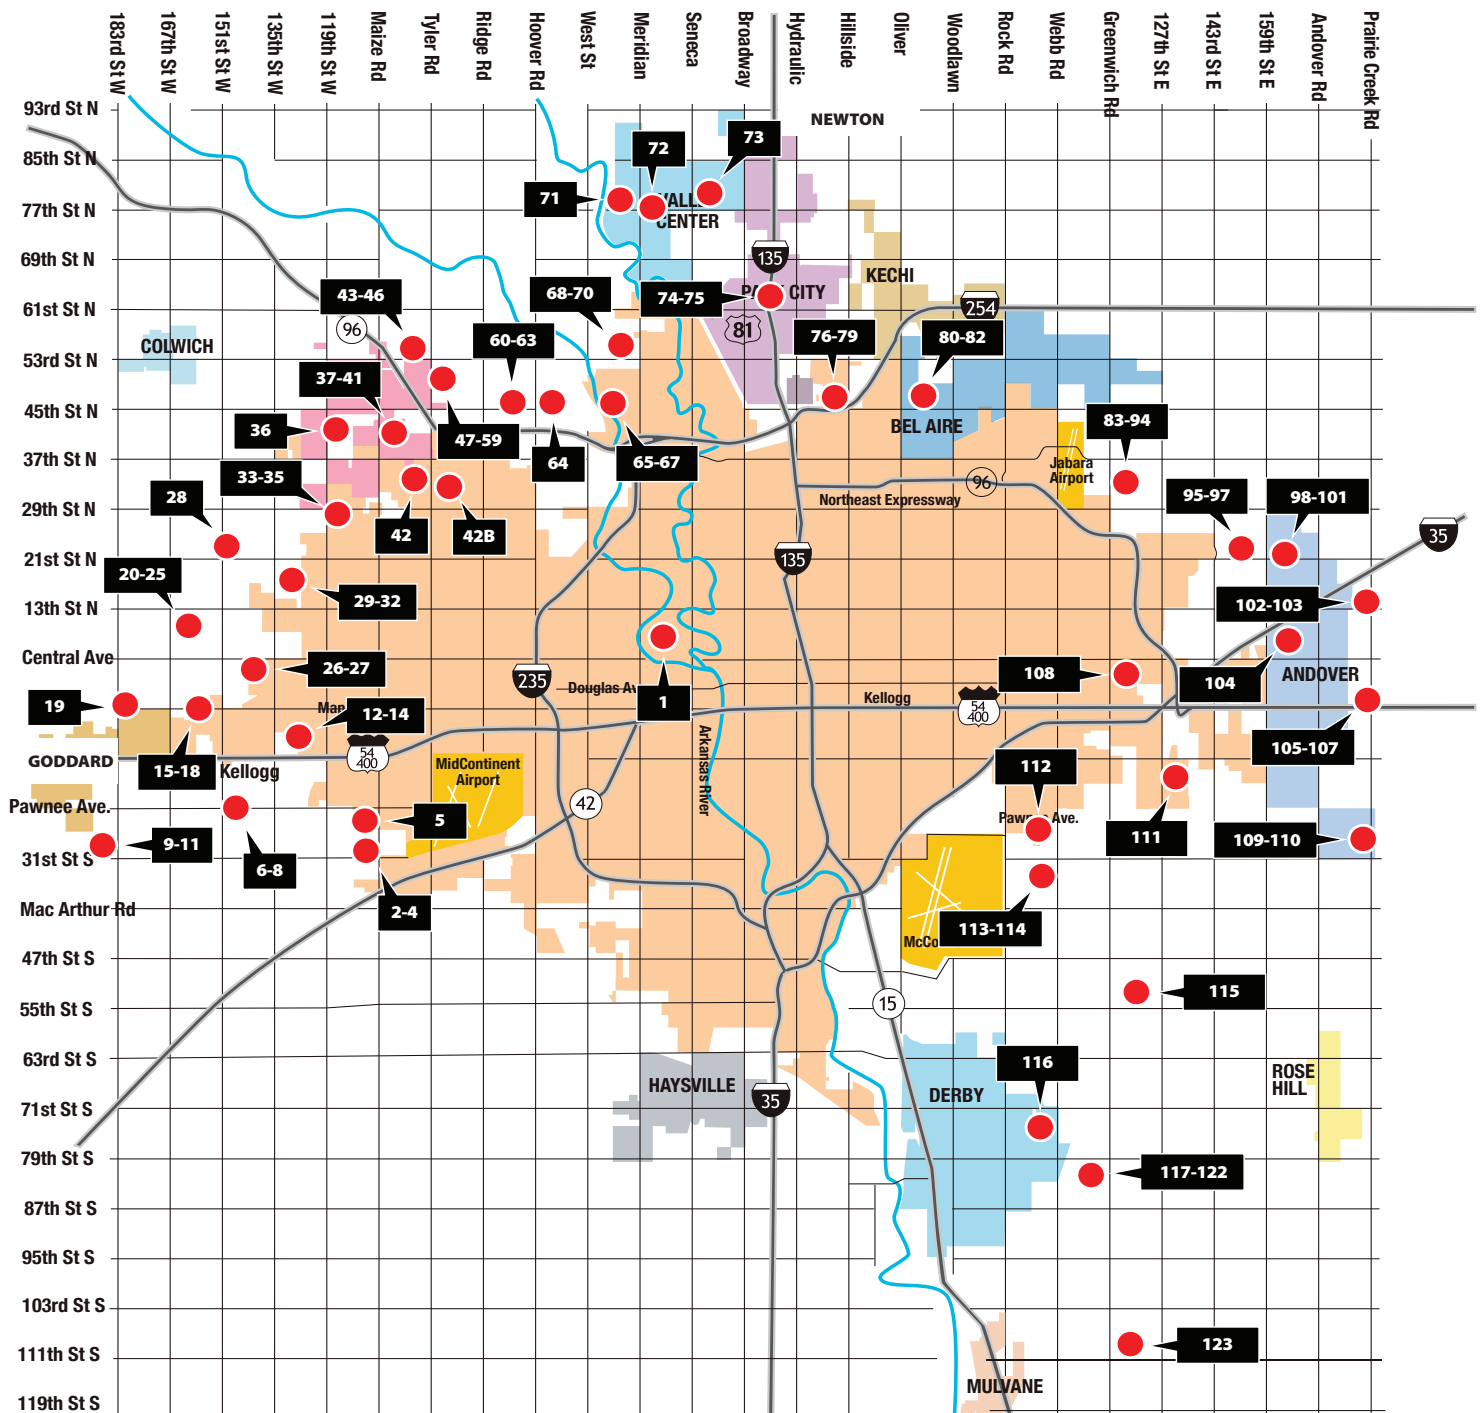 183rd St W
167th St W
151st St W
135th St W
119th St W
Maize Rd
Tyler Rd
Ridge Rd
Hoover Rd
West St
Meridian
Seneca
Broadway
Hydraulic
Hillside
Oliver
Woodlawn
Rock Rd
Webb Rd
Greenwich Rd
127th St E
143rd St E
159th St E
Andover Rd
Prairie Creek Rd
93rd St N
NEWTON
73
72
85th St N
71
77th St N
CENTER
69th St N
135
KECHI
43-46
68-70
74-75
CITY
61st St N
254
96
81
60-63
76-79
80-82
COLWICH
53rd St N
37-41
45th St N
36
47-59
BEL AIRE
83-94
37th St N
64
65-67
Jabara
Airport
33-35
96
Northeast Expressway
28
95-97
98-101
29th St N
42
42B
35
21st St N
135
20-25
29-32
102-103
13th St N
Central Ave
26-27
108
ANDOVER
104
235
Douglas Av
1
19
12-14
Kellogg
54
400
Arkansas River
105-107
GODDARD
54
400
15-18
Kellogg
MidContinent
Airport
112
Pawnee Ave.
42
5
Ave.
111
109-110
9-11
31st St S
6-8
Mac Arthur Rd
2-4
113-114
47th St S
115
15
55th St S
63rd St S
116
HAYSVILLE
DERBY
ROSE
HILL
35
71st St S
79th St S
117-122
87th St S
95th St S
103rd St S
123
111th St S
MULVANE
119th St S